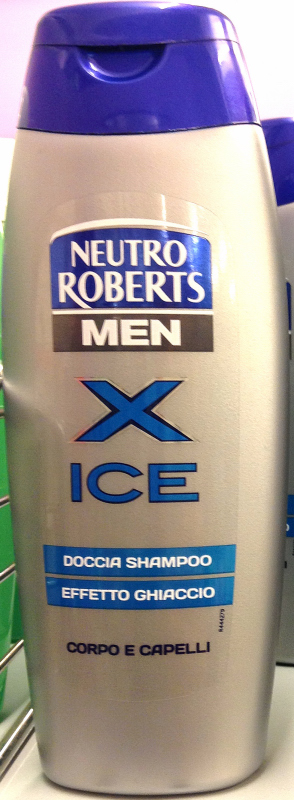 NEUTRO
ROBERTS
MEN
X
ICE
DOCCIA SHAMPOO
EFFETTO GHIACCIO
CORPO E CAPELLI